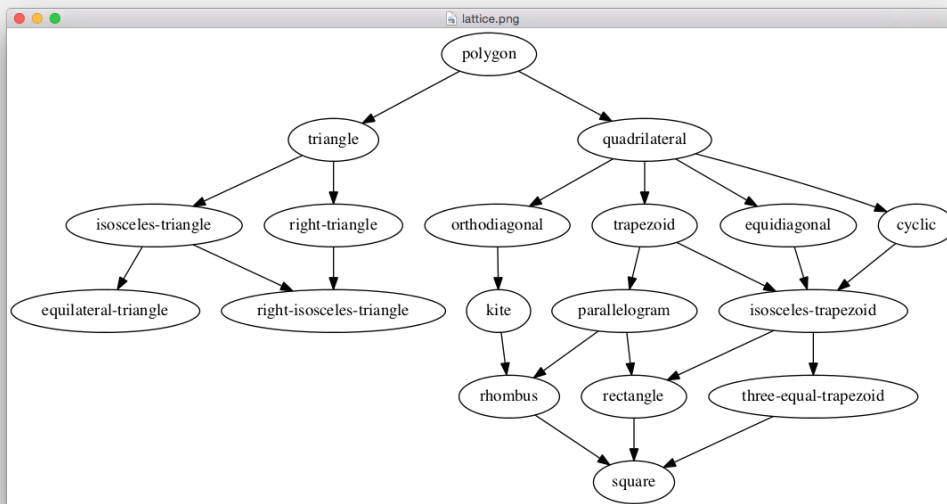 lattice.png
polygon
triangle
quadrilateral
isosceles-triangle
right-triangle
orthodiagonal
trapezoid
equidiagonal
cyclic
equilateral-triangle
right-isosceles-triangle
kite
parallelogram
isosceles-trapezoid
rhombus
rectangle
three-equal-trapezoid
square